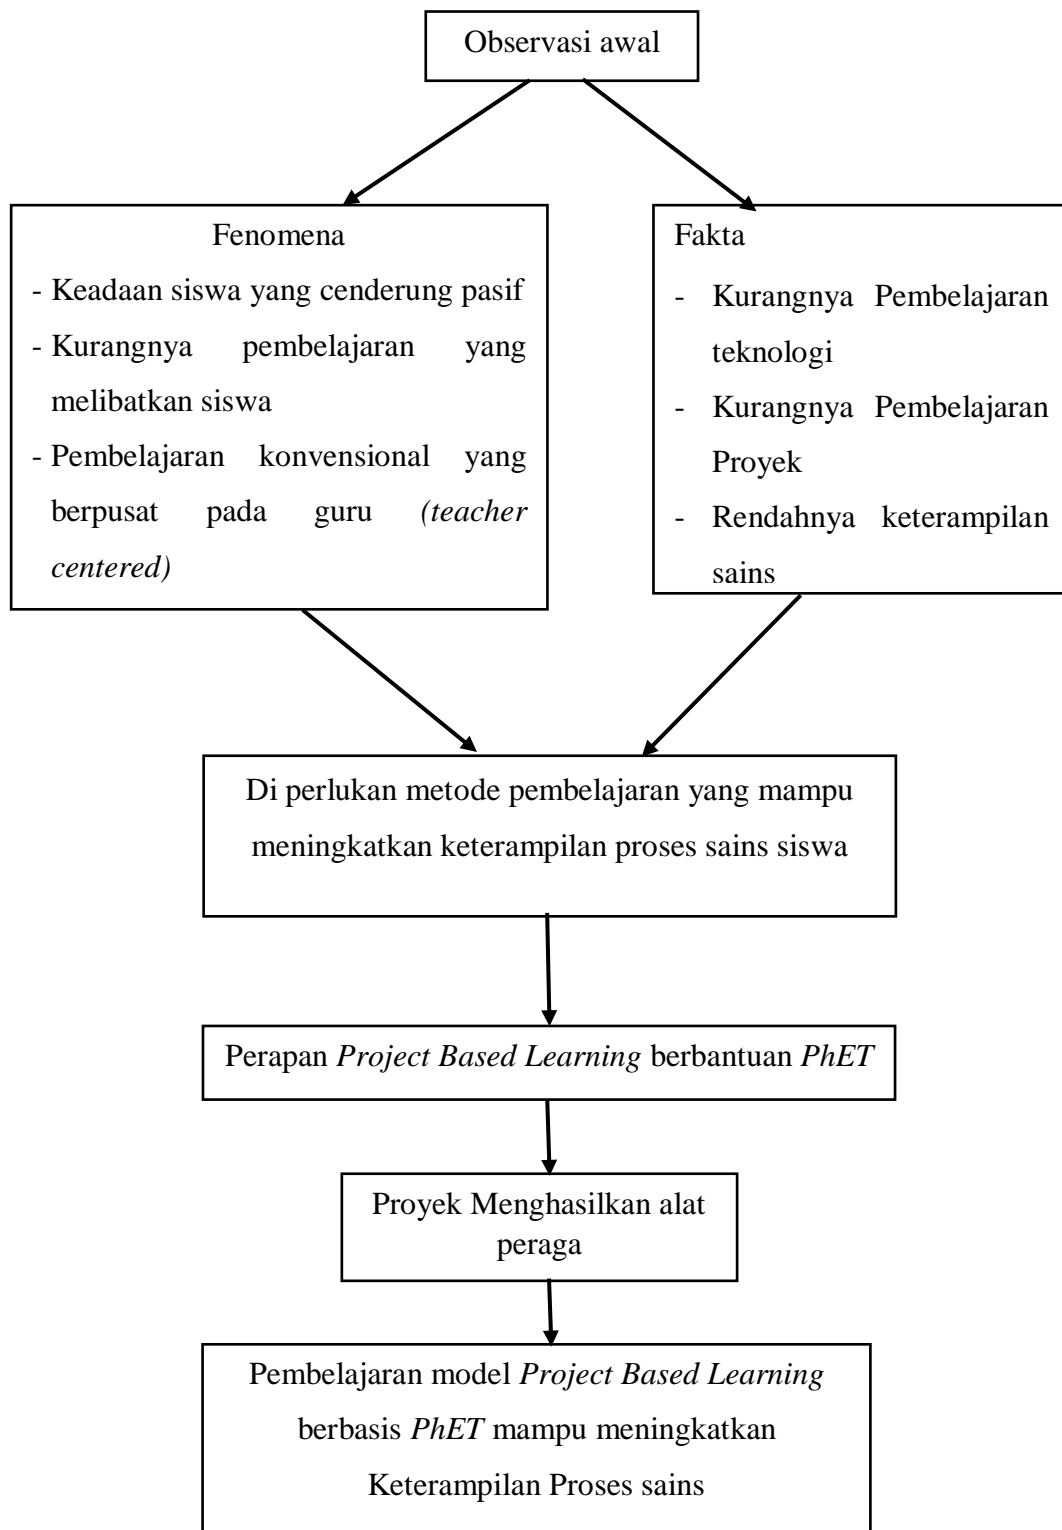 Observasi awal
Fenomena
- Keadaan siswa yang cenderung pasif
- Kurangnya pembelajaran yang
melibatkan siswa
- Pembelajaran konvensional yang
berpusat pada guru (teacher
centered)
Fakta
- Kurangnya Pembelajaran
teknologi
- Kurangnya Pembelajaran
Proyek
- Rendahnya keterampilan
sains
Di perlukan metode pembelajaran yang mampu
meningkatkan keterampilan proses sains siswa
Perapan Project Based Learning berbantuan PhET
Proyek Menghasilkan alat
peraga
Pembelajaran model Project Based Learning
berbasis PhET mampu meningkatkan
Keterampilan Proses sains